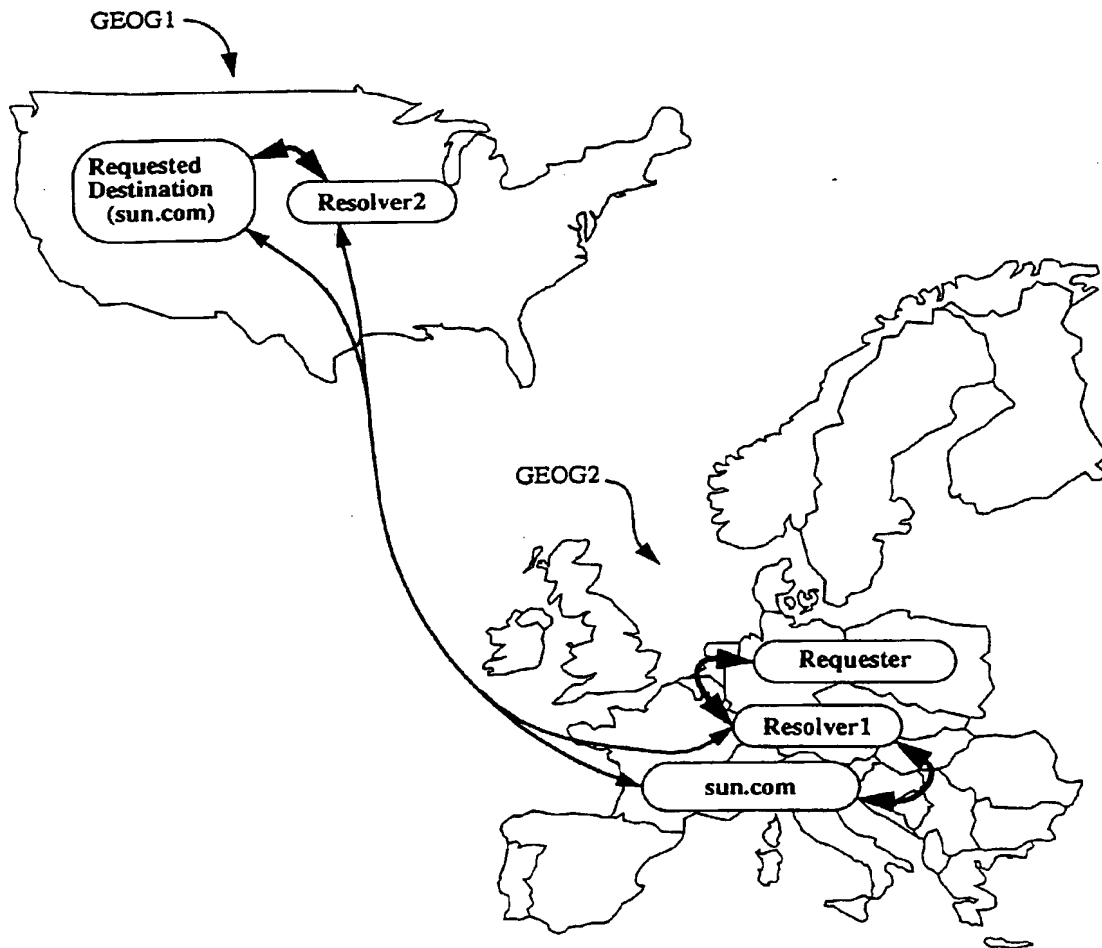 GEOG1
Requested
Destination
(sun.com)
Resolver2
GEOG2
Requester
Resolver1
sun.com